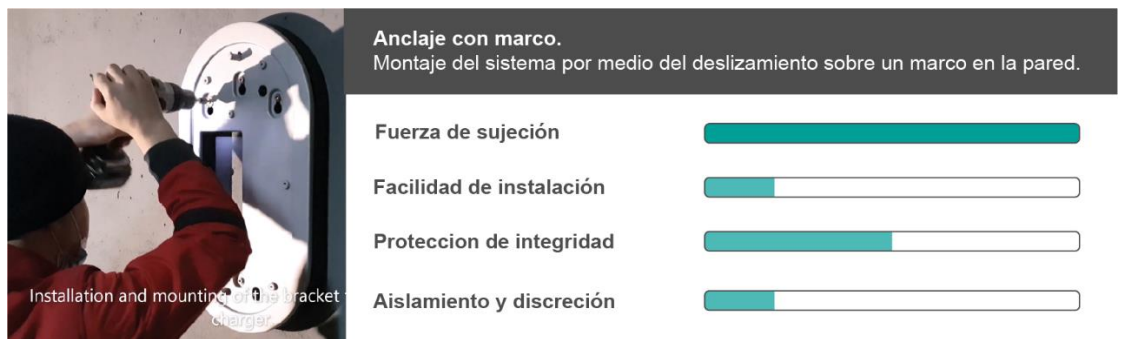 Anclaje con marco.
Montaje del sistema por medio del deslizamiento sobre un marco en la pared.
Fuerza de sujeción
Facilidad de instalación
Proteccion de integridad
Aislamiento y discreción
Installation and mounting of the bracket
charger